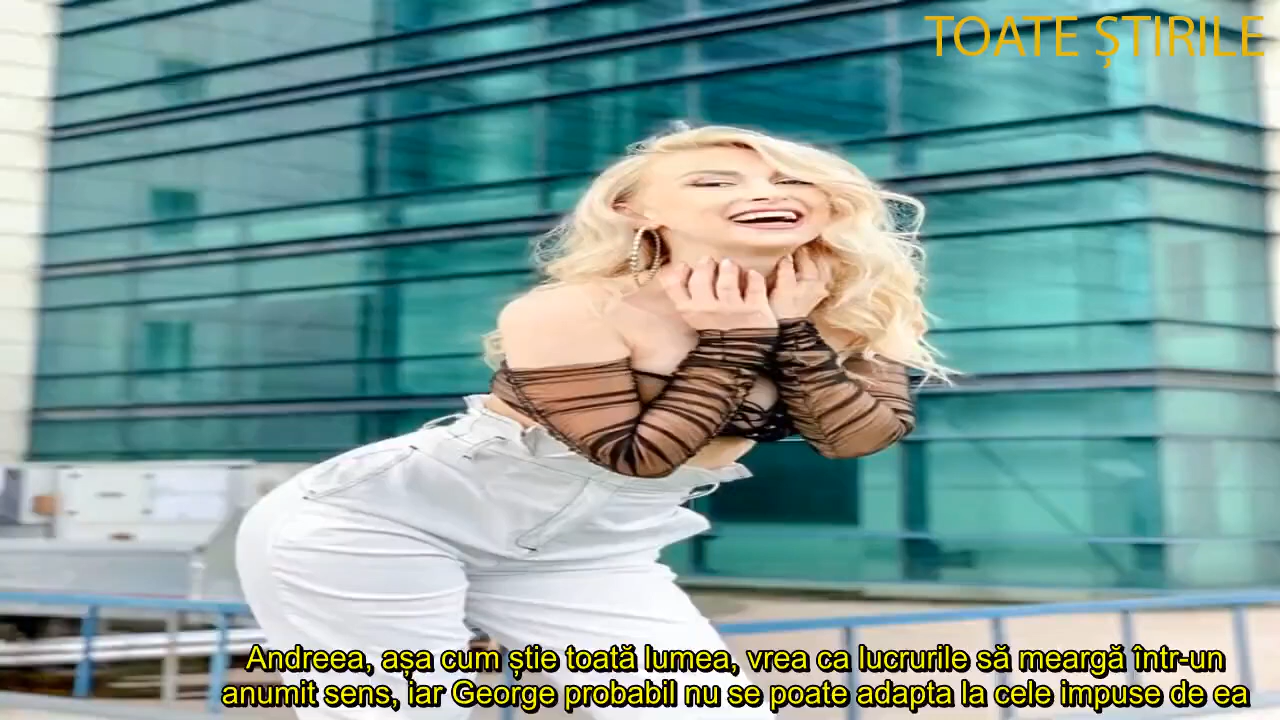 TOATE ȘTIRILE
Andreea, așa cum știe toată lumea, vrea ca lucrurile să meargă într-un
anumit sens, iar George probabil nu se poate adapta la cele impuse de ea